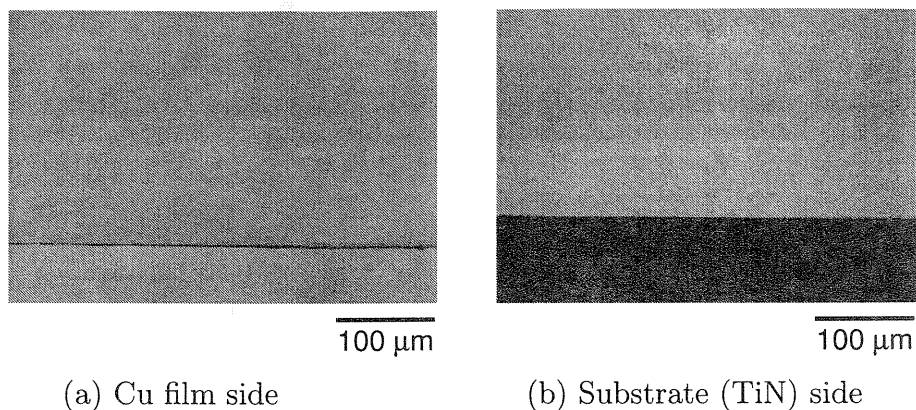 100 μm
100 μm
(a) Cu film side
(b) Substrate (TiN) side